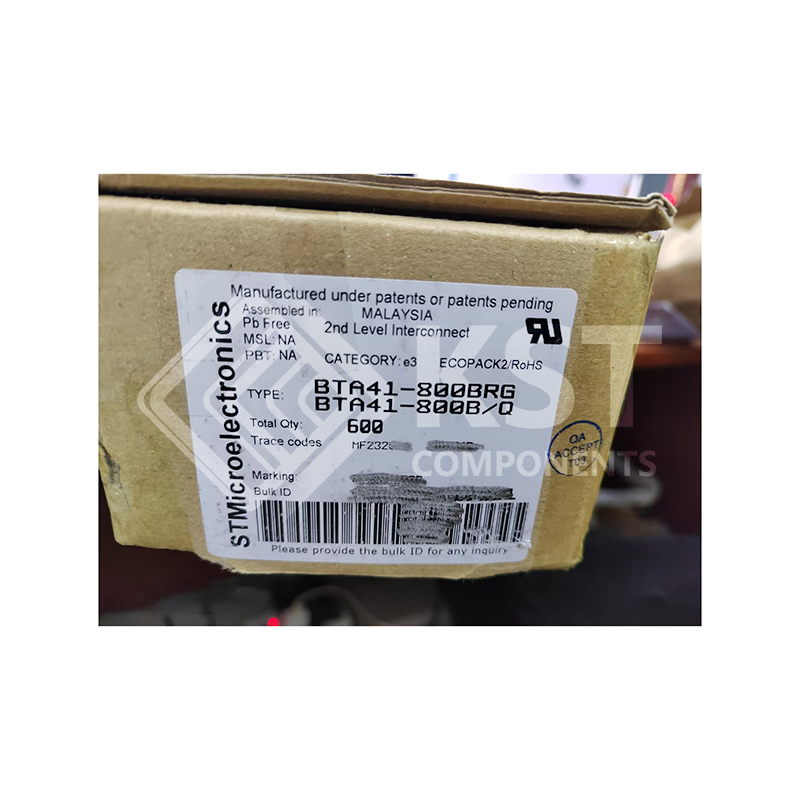 STMicroelectronics
Manufactured under patents or patents pending
Assembled in: MALAYSIA
Pb Free 2nd Level Interconnect
MSL: NA
PBT: NA CATEGORY: e3 ECOPACK2/RoHS
TYPE: BTA41-800BRG
BTA41-800B/Q
Total Qty: 600
Trace codes MF232
Marking:
Bulk ID
Please provide the bulk ID for any inquiry
QA
ACCEPT
103
KST
COMPONENTS